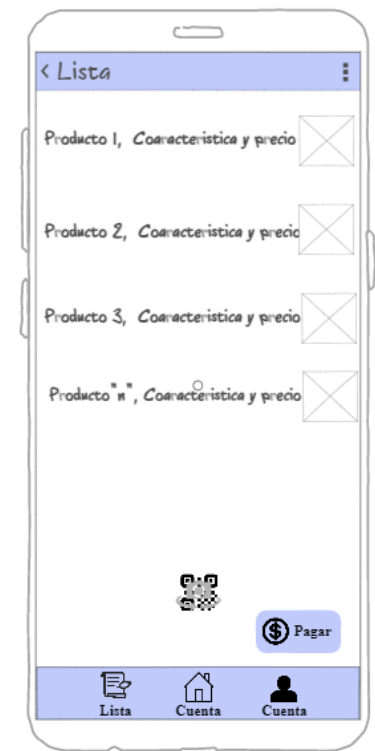 < Lista
Producto 1, Coaracteristica y precio
Producto 2, Coaracteristica y precio
Producto 3, Coaracteristica y precio
Producto "n", Coaracteristica y precio
$ Pagar
Lista Cuenta Cuenta